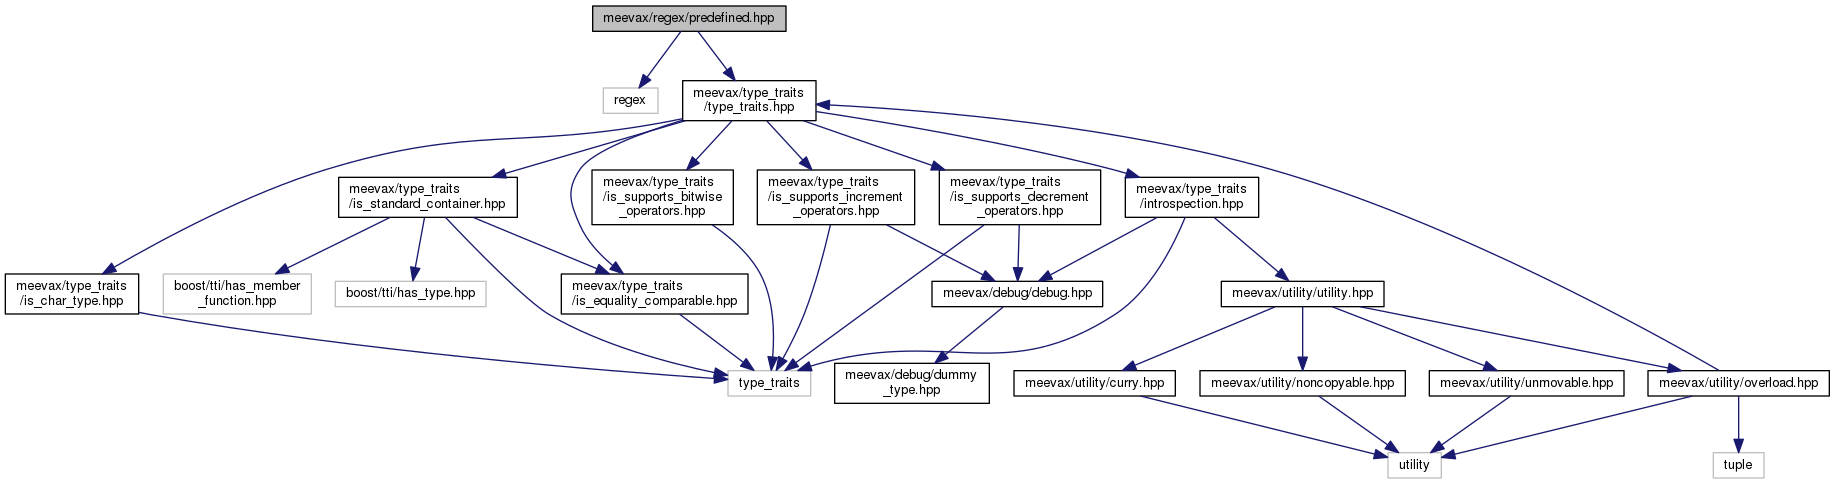 meevax/regex/predefined.hpp
regex
meevax/type_traits
/type_traits.hpp
meevax/type_traits
/is_standard_container.hpp
meevax/type_traits
/is_supports_bitwise
_operators.hpp
meevax/type_traits
/is_supports_increment
_operators.hpp
meevax/type_traits
/is_supports_decrement
_operators.hpp
meevax/type_traits
/introspection.hpp
meevax/type_traits
/is_char_type.hpp
boost/tti/has_member
_function.hpp
boost/tti/has_type.hpp
meevax/type_traits
/is_equality_comparable.hpp
meevax/debug/debug.hpp
meevax/utility/utility.hpp
type_traits
meevax/debug/dummy
_type.hpp
meevax/utility/curry.hpp
meevax/utility/noncopyable.hpp
meevax/utility/unmovable.hpp
meevax/utility/overload.hpp
utility
tuple